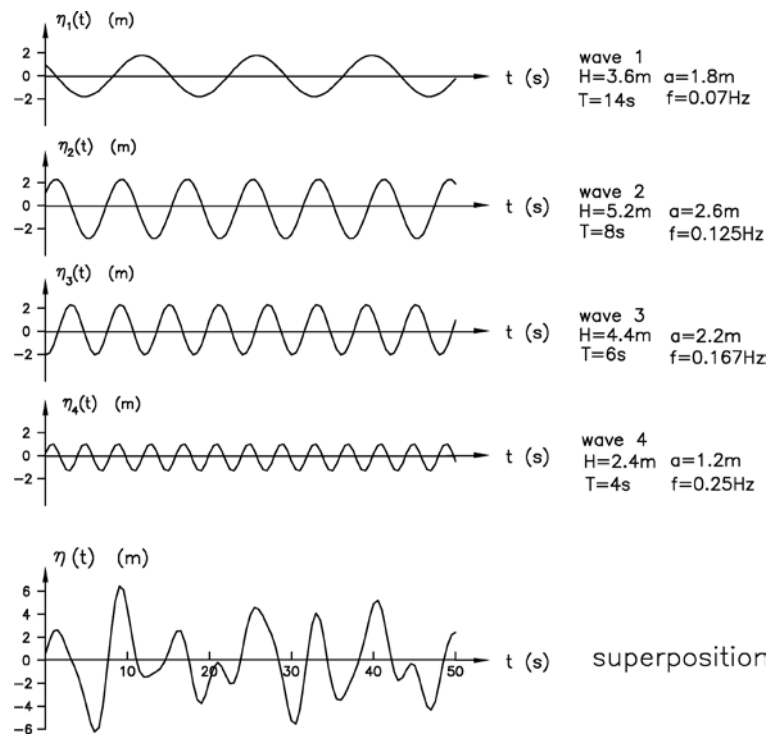 η₁(t) (m)
2
0
−2
t (s)
wave 1
H=3.6m a=1.8m
T=14s f=0.07Hz
η₂(t) (m)
2
0
−2
t (s)
wave 2
H=5.2m a=2.6m
T=8s f=0.125Hz
η₃(t) (m)
2
0
−2
t (s)
wave 3
H=4.4m a=2.2m
T=6s f=0.167Hz
η₄(t) (m)
2
0
−2
t (s)
wave 4
H=2.4m a=1.2m
T=4s f=0.25Hz
η (t) (m)
6
4
2
0
−2
−4
−6
10 20 30 40 50
t (s)
superposition